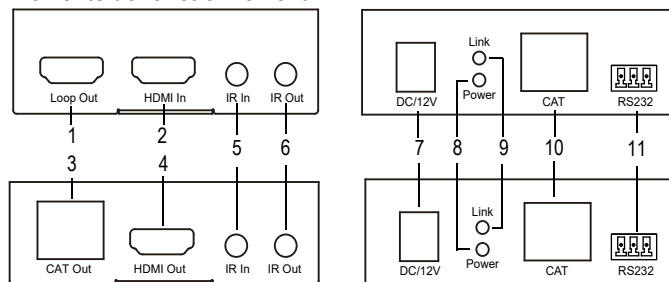 Loop Out HDMI In IR In IR Out
1 2 5 6
3 4
CAT Out HDMI Out IR In IR Out
Link
Power
DC/12V CAT RS232
7 8 9 10 11
Link
Power
DC/12V CAT RS232